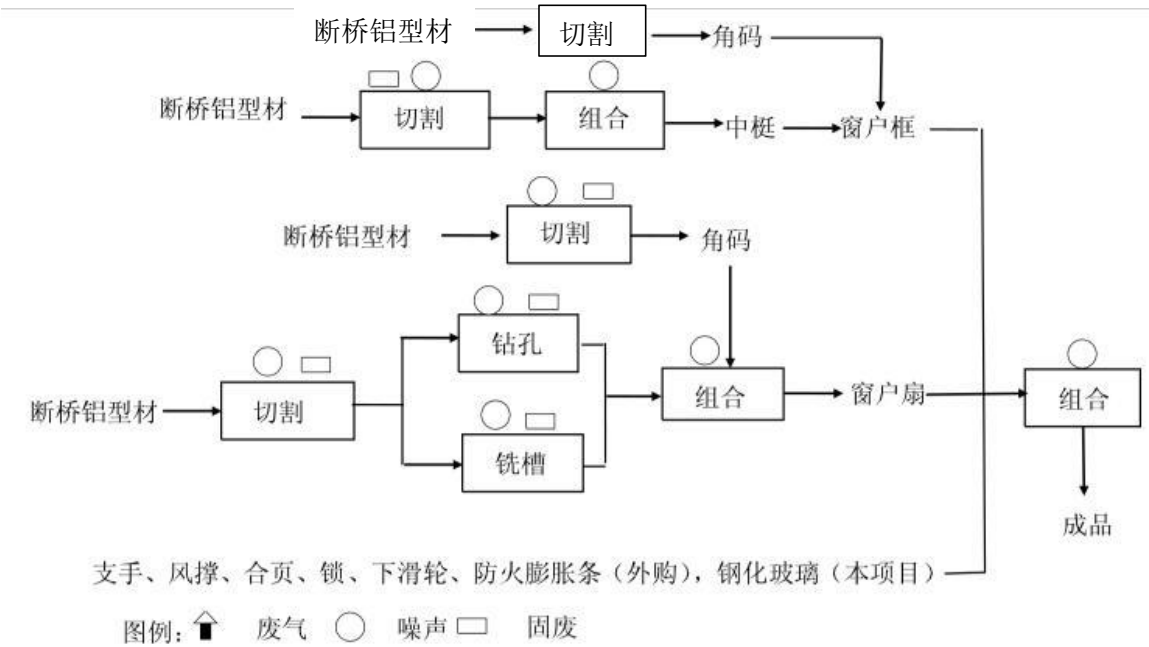 断桥铝型材 切割 角码
断桥铝型材 切割 组合 中梃 窗户框
断桥铝型材 切割 角码
钻孔
断桥铝型材 切割 组合 窗户扇 组合
铣槽
成品
支手、风撑、合页、锁、下滑轮、防火膨胀条（外购），钢化玻璃（本项目）
图例： 废气 噪声 固废